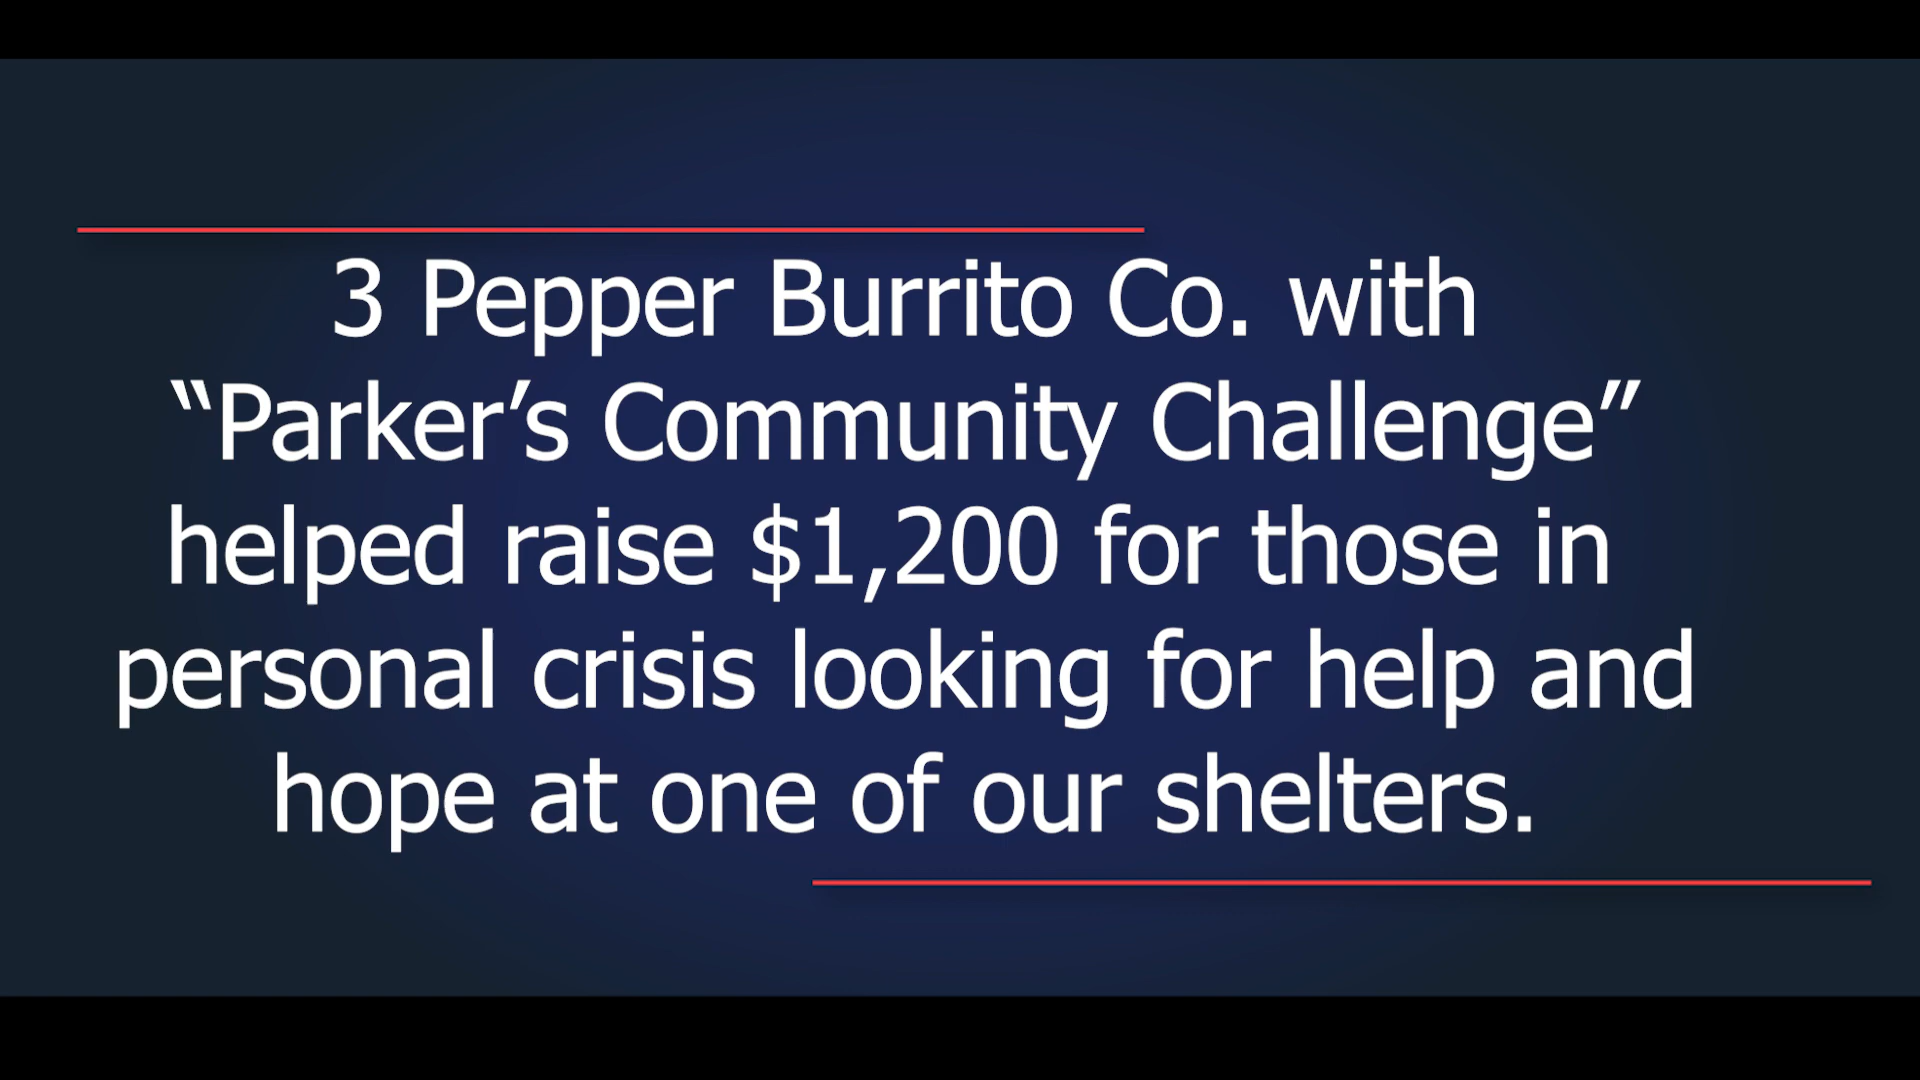 3 Pepper Burrito Co. with
“Parker’s Community Challenge”
helped raise $1,200 for those in
personal crisis looking for help and
hope at one of our shelters.